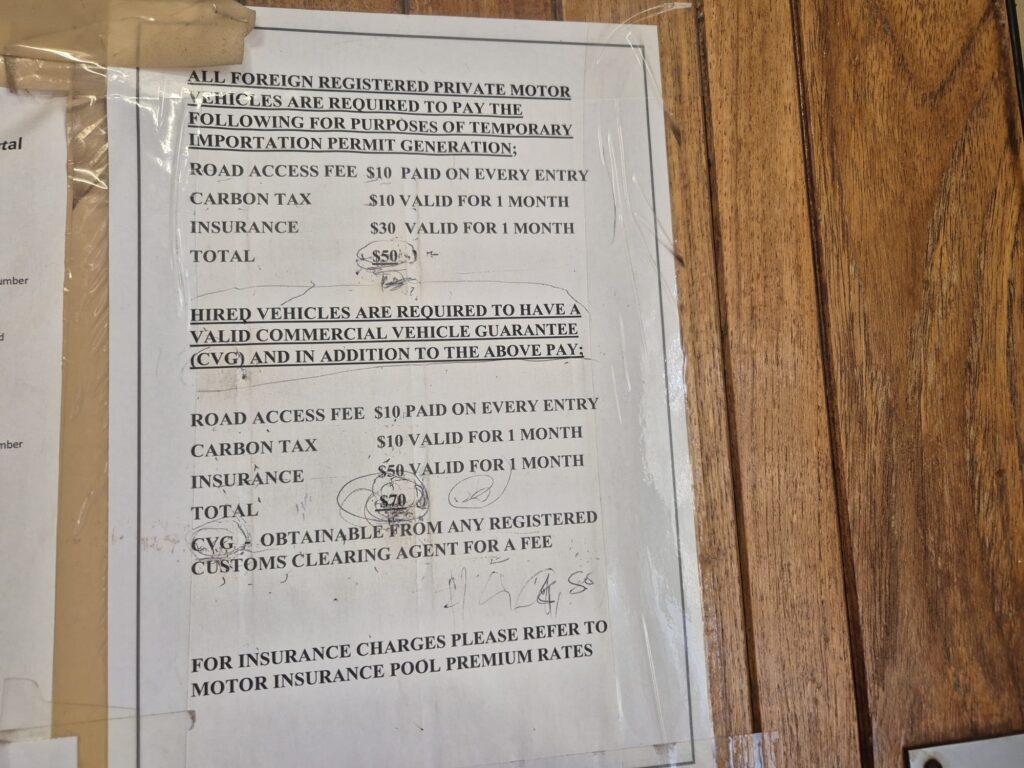 ALL FOREIGN REGISTERED PRIVATE MOTOR
VEHICLES ARE REQUIRED TO PAY THE
FOLLOWING FOR PURPOSES OF TEMPORARY
IMPORTATION PERMIT GENERATION;
ROAD ACCESS FEE $10 PAID ON EVERY ENTRY
CARBON TAX $10 VALID FOR 1 MONTH
INSURANCE $30 VALID FOR 1 MONTH
TOTAL $50
HIRED VEHICLES ARE REQUIRED TO HAVE A
VALID COMMERCIAL VEHICLE GUARANTEE
(CVG) AND IN ADDITION TO THE ABOVE PAY;
ROAD ACCESS FEE $10 PAID ON EVERY ENTRY
CARBON TAX $10 VALID FOR 1 MONTH
INSURANCE $50 VALID FOR 1 MONTH
TOTAL $70
CVG - OBTAINABLE FROM ANY REGISTERED
CUSTOMS CLEARING AGENT FOR A FEE
FOR INSURANCE CHARGES PLEASE REFER TO
MOTOR INSURANCE POOL PREMIUM RATES